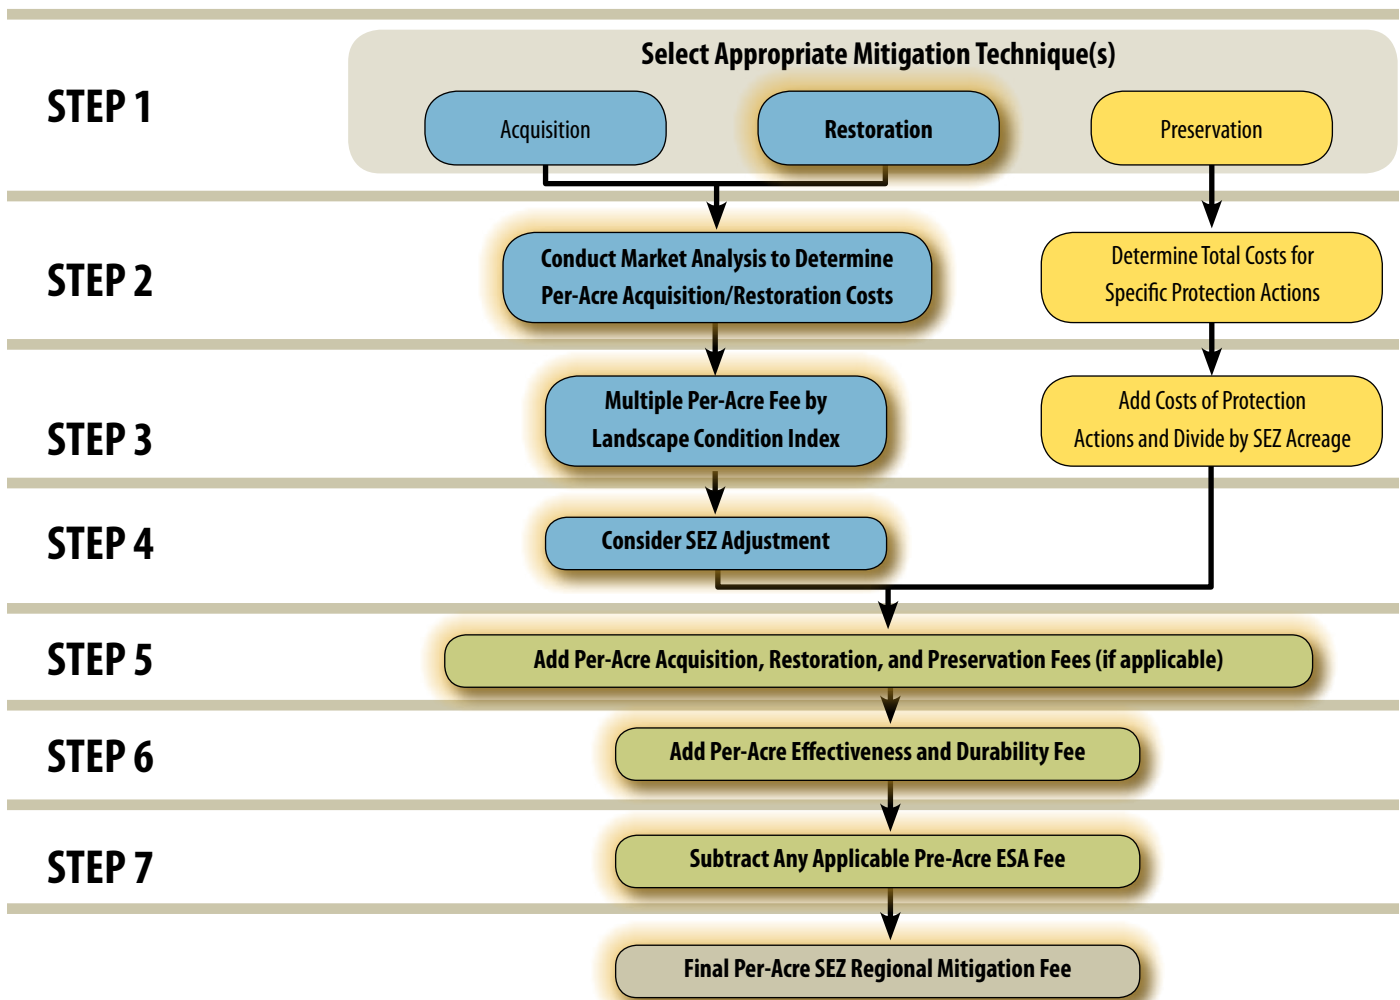 Select Appropriate Mitigation Technique(s)
STEP 1
Acquisition
Restoration
Preservation
STEP 2
Conduct Market Analysis to Determine
Per-Acre Acquisition/Restoration Costs
Determine Total Costs for
Specific Protection Actions
STEP 3
Multiple Per-Acre Fee by
Landscape Condition Index
Add Costs of Protection
Actions and Divide by SEZ Acreage
STEP 4
Consider SEZ Adjustment
STEP 5
Add Per-Acre Acquisition, Restoration, and Preservation Fees (if applicable)
STEP 6
Add Per-Acre Effectiveness and Durability Fee
STEP 7
Subtract Any Applicable Pre-Acre ESA Fee
Final Per-Acre SEZ Regional Mitigation Fee